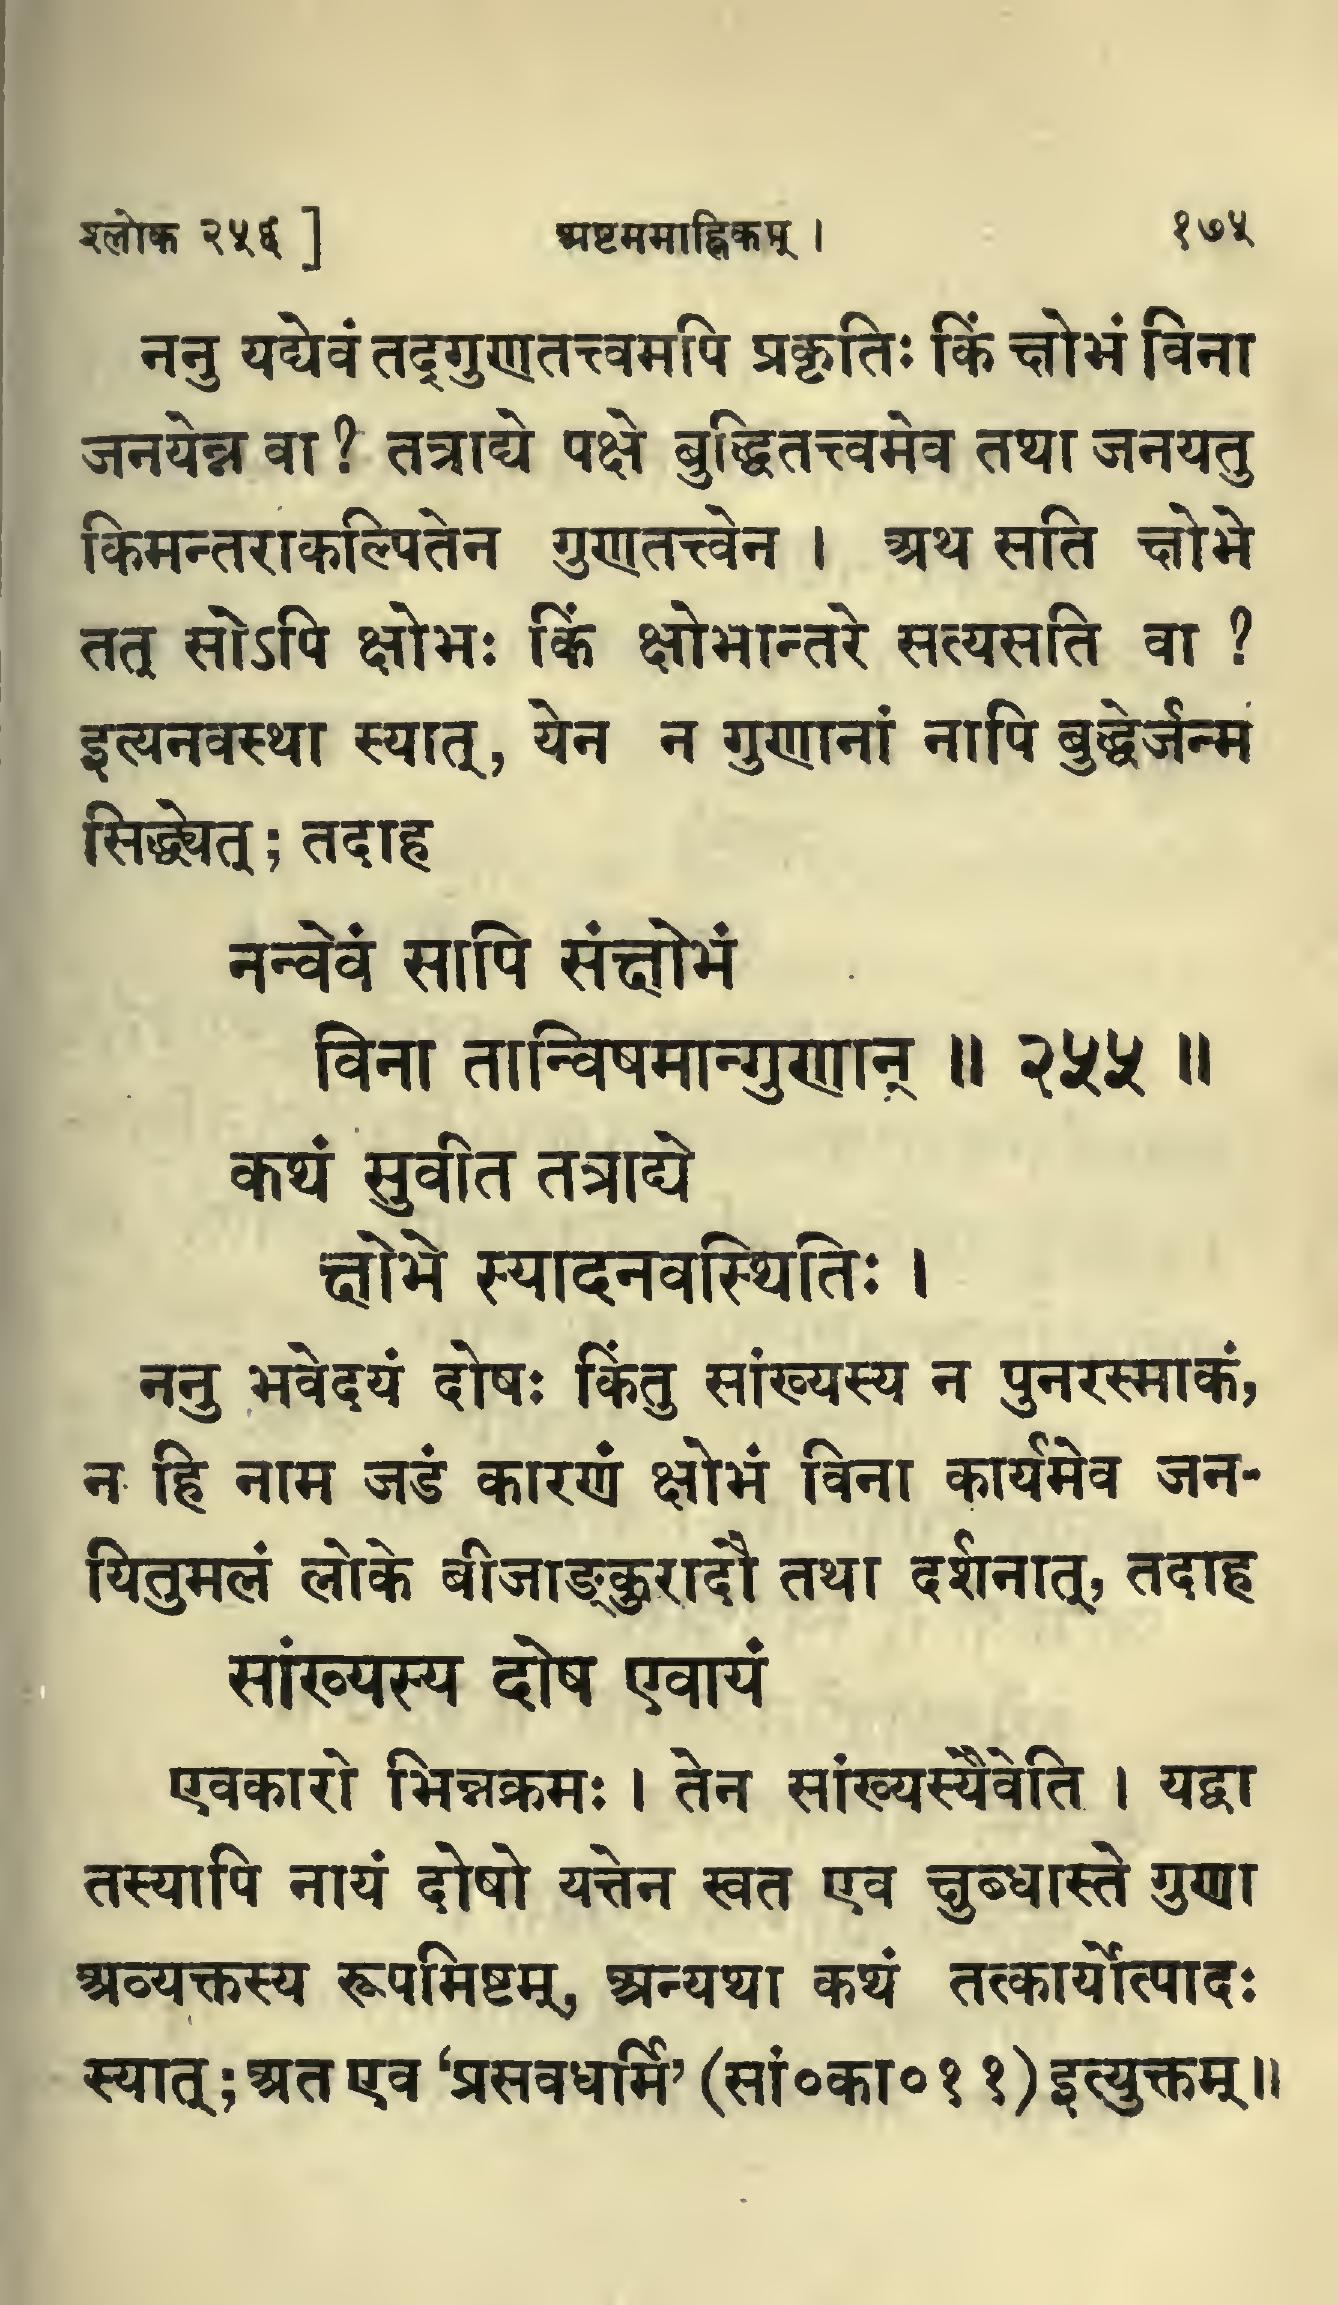 श्लोक २५६ ] अष्टममाह्निकम् । १७५
ननु यद्येवं तद्गुणतत्त्वमपि प्रकृतिः किं क्षोभं विना
जनयेन्न वा ? तत्राद्ये पक्षे बुद्धितत्त्वमेव तथा जनयतु
किमन्तराकल्पितेन गुणतत्त्वेन । अथ सति क्षोभे
तत् सोऽपि क्षोभः किं क्षोभान्तरे सत्यसति वा ?
इत्यनवस्था स्यात्, येन न गुणानां नापि बुद्धेर्जन्म
सिद्ध्येत् ; तदाह
नन्वेवं सापि संक्षोभं
विना तान्विषमान्गुणान् ॥ २५५ ॥
कथं सुवीत तत्राद्ये
क्षोभे स्यादनवस्थितिः ।
ननु भवेदयं दोषः किंतु सांख्यस्य न पुनरस्माकं,
न हि नाम जडं कारणं क्षोभं विना कार्यमेव जन-
यितुमलं लोके बीजाङ्कुरादौ तथा दर्शनात्, तदाह
सांख्यस्य दोष एवायं
एवकारो भिन्नक्रमः । तेन सांख्यस्यैवेति । यद्वा
तस्यापि नायं दोषो यत्तेन स्वत एव क्षुब्धास्ते गुणा
अव्यक्तस्य रूपमिष्टम्, अन्यथा कथं तत्कार्योत्पादः
स्यात् ; अत एव ‘प्रसवधर्मि’ (सां०का०११) इत्युक्तम् ॥